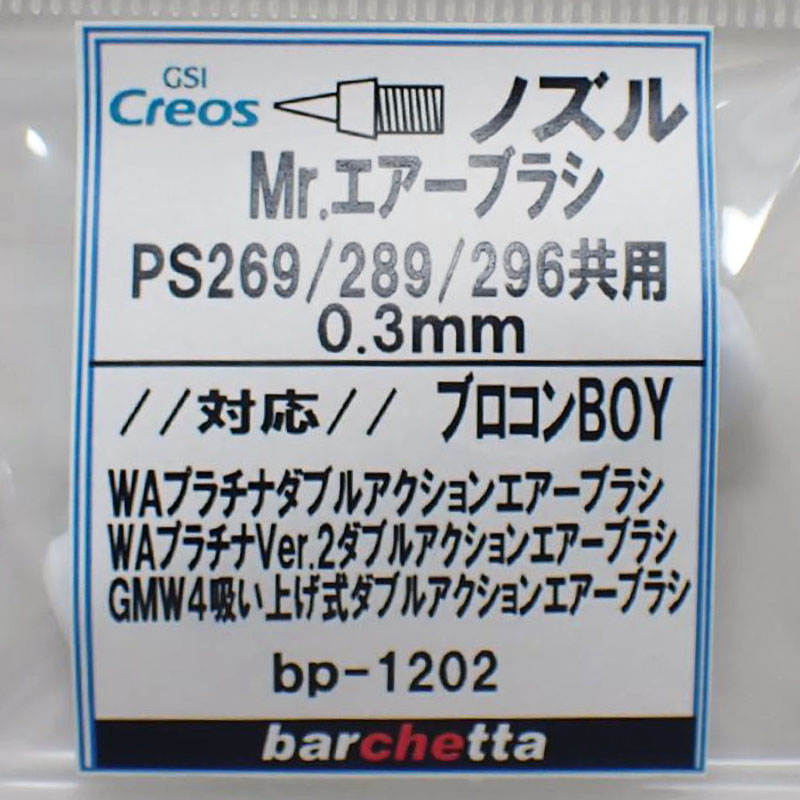 GSI
Creos
ノズル
Mr.エアーブラシ
PS269/289/296共用
0.3mm
//対応// プロコンBOY
WAプラチナダブルアクションエアーブラシ
WAプラチナVer.2ダブルアクションエアーブラシ
GMW4吸い上げ式ダブルアクションエアーブラシ
bp-1202
barchetta